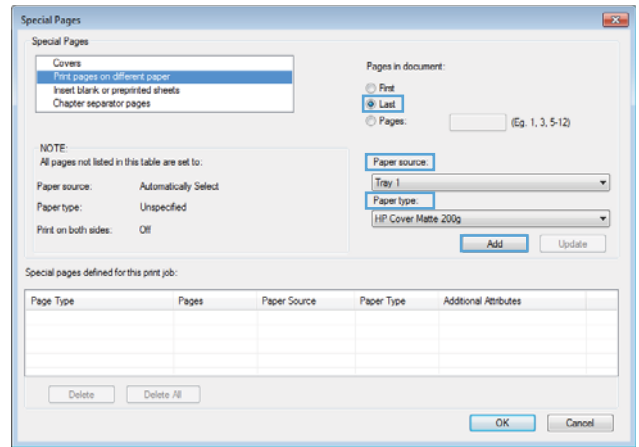 Special Pages
Special Pages
Covers
Print pages on different paper
Insert blank or preprinted sheets
Chapter separator pages
Pages in document:
First
Last
Pages: (Eg. 1, 3, 5-12)
NOTE:
All pages not listed in this table are set to:
Paper source: Automatically Select
Paper type: Unspecified
Print on both sides: Off
Paper source:
Tray 1
Paper type:
HP Cover Matte 200g
Add Update
Special pages defined for this print job:
Page Type Pages Paper Source Paper Type Additional Attributes
Delete Delete All
OK Cancel